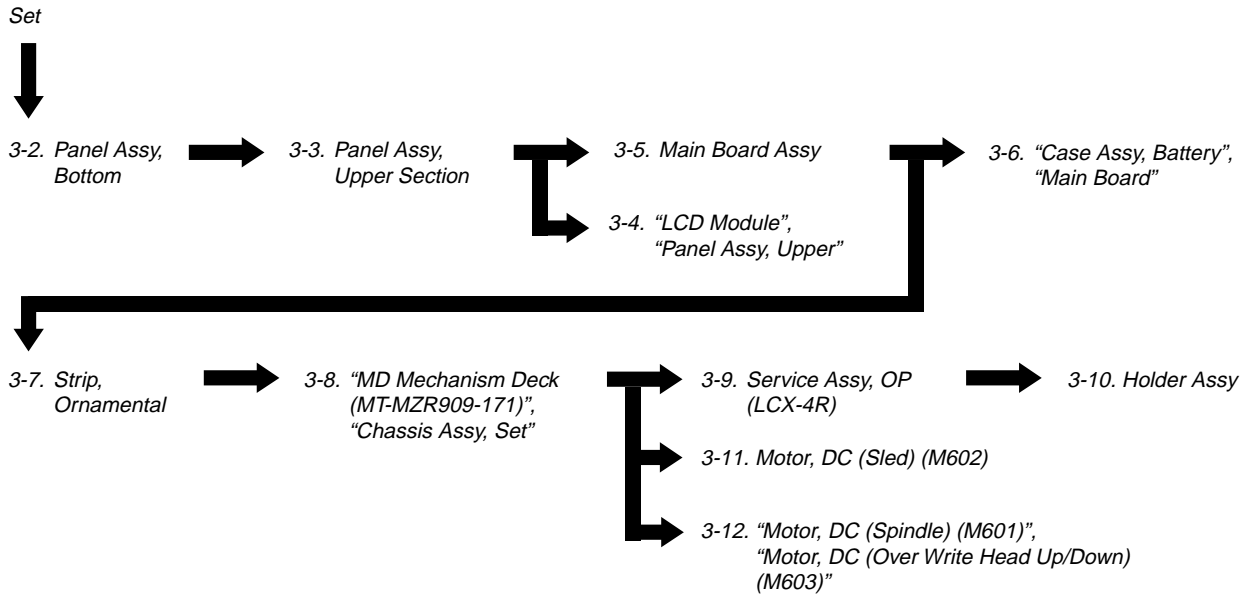 Set
3-2. Panel Assy,
Bottom
3-3. Panel Assy,
Upper Section
3-5. Main Board Assy
3-6. “Case Assy, Battery”,
“Main Board”
3-4. “LCD Module”,
“Panel Assy, Upper”
3-7. Strip,
Ornamental
3-8. “MD Mechanism Deck
(MT-MZR909-171)”,
“Chassis Assy, Set”
3-9. Service Assy, OP
(LCX-4R)
3-10. Holder Assy
3-11. Motor, DC (Sled) (M602)
3-12. “Motor, DC (Spindle) (M601)”,
“Motor, DC (Over Write Head Up/Down)
(M603)”